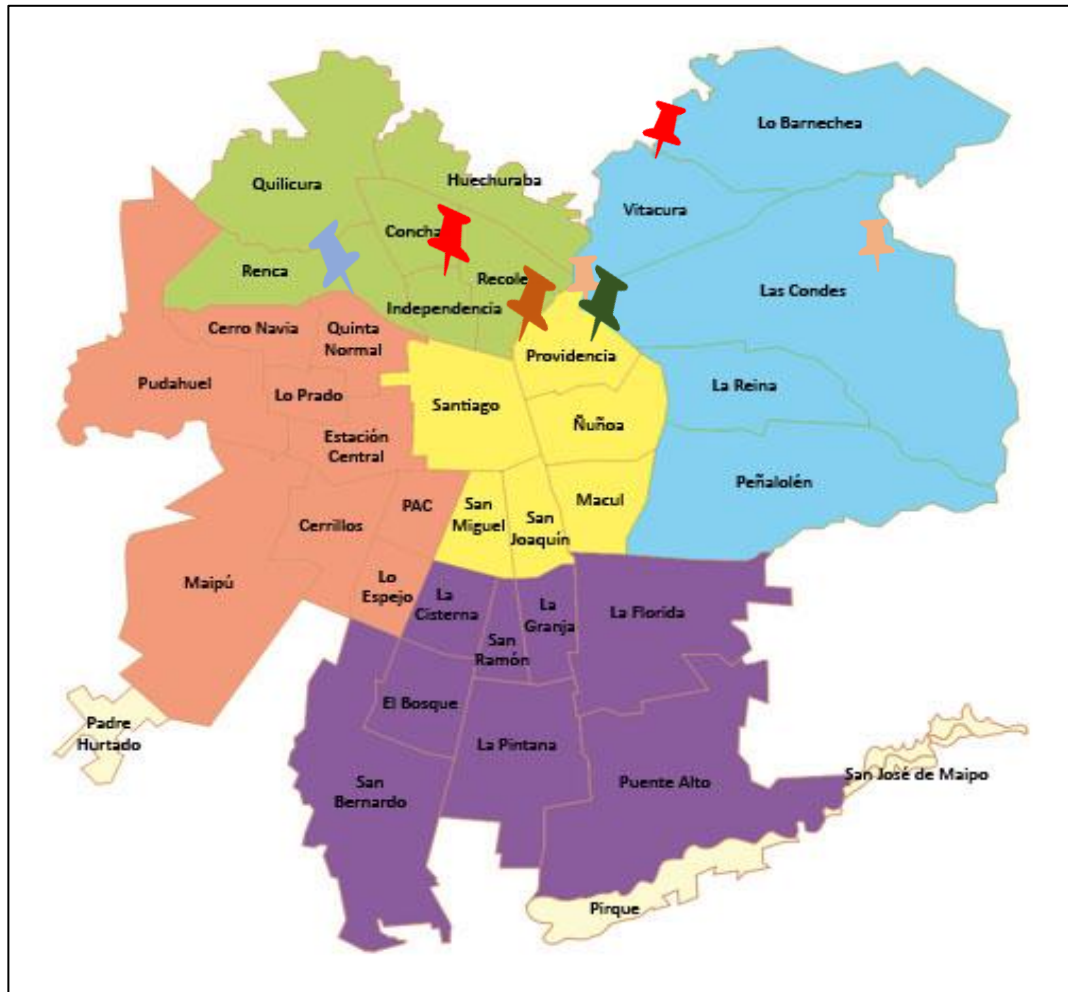 Lo Barnechea
Quilicura
Huechuraba
Vitacura
Concha
Renca
Recole
Las Condes
Independencia
Cerro Navia
Quinta
Normal
Providencia
Pudahuel
La Reina
Lo Prado
Santiago
Ñuñoa
Estación
Central
Peñalolén
PAC
San
Miguel
San
Joaquín
Macul
Cerrillos
Maipú
Lo
Espejo
La
Cisterna
La
Granja
La Florida
San
Ramón
El Bosque
Padre
Hurtado
La Pintana
San José de Maipo
San
Bernardo
Puente Alto
Pirque